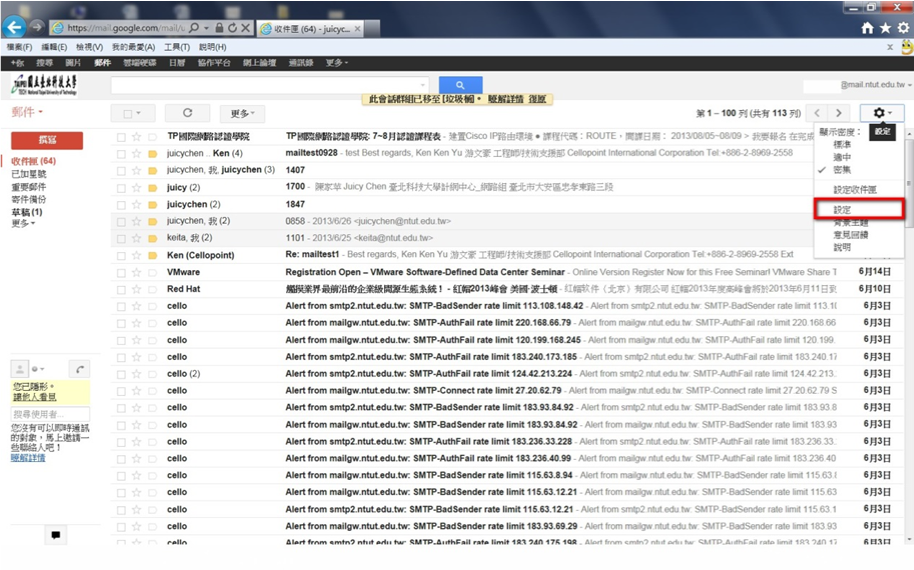 https://mail.google.com/mail/u
收件匣 (64) - juicyc...
檔案(F) 編輯(E) 檢視(V) 我的最愛(A) 工具(T) 說明(H)
+你 搜尋 圖片 郵件 雲端硬碟 日曆 協作平台 網上論壇 通訊錄 更多
國立臺北科技大學
National Taipei University of Technology
@mail.ntut.edu.tw
此會話群組已移至 [垃圾桶]。 瞭解詳情 復原
郵件
更多
第 1 - 100 列 (共有 113 列)
設定
撰寫
收件匣 (64)
已加星號
重要郵件
寄件備份
草稿 (1)
更多
顯示密度：
標準
適中
密集
設定收件匣
設定
背景主題
意見回饋
說明
TP國際網路認證學院 TP國際網路認證學院: 7~8月認證課程表 - 建置Cisco IP路由環境 ● 課程代碼：ROUTE，開課日期： 2013/08/05~08/09 > 我要報名 在完成
juicychen .. Ken (4) mailtest0928 - test Best regards, Ken Ken Yu 游文豪 工程部/技術支援部 Cellopoint International Corporation Tel:+886-2-8969-2558
juicychen, 我, juicychen (3) 1407
juicy (2) 1700 - 陳家苹 Juicy Chen 臺北科技大學計網中心_網路組 臺北市大安區忠孝東路三段
juicychen (2) 1847
juicychen, 我 (2) 0858 - 2013/6/26 <juicychen@ntut.edu.tw>
keita, 我 (2) 1101 - 2013/6/25 <keita@ntut.edu.tw>
Ken (Cellopoint) Re: mailtest1 - Best regards, Ken Yu 游文豪 工程部/技術支援部 Cellopoint International Corporation Tel:+886-2-8969-2558 Ext
VMware Registration Open – VMware Software-Defined Data Center Seminar - Online Version Register Now for this Free Seminar! VMware Share T 6月14日
Red Hat 觸摸業界最前沿的企業級開源生態系統！ - 紅帽2013峰會 美國·波士頓 - 红帽软件（北京）有限公司 紅帽2013年度高峰會將於2013年6月11日到 6月10日
cello Alert from smtp2.ntut.edu.tw: SMTP-BadSender rate limit 113.108.148.42 - Alert from smtp2.ntut.edu.tw: SMTP-BadSender rate limit 113.10 6月3日
cello Alert from mailgw.ntut.edu.tw: SMTP-AuthFail rate limit 220.168.66.79 - Alert from mailgw.ntut.edu.tw: SMTP-AuthFail rate limit 220.168.66 6月3日
cello Alert from mailgw.ntut.edu.tw: SMTP-AuthFail rate limit 120.199.168.245 - Alert from mailgw.ntut.edu.tw: SMTP-AuthFail rate limit 120.199. 6月3日
cello Alert from smtp2.ntut.edu.tw: SMTP-AuthFail rate limit 183.240.173.185 - Alert from smtp2.ntut.edu.tw: SMTP-AuthFail rate limit 183.240.17 6月3日
cello (2) Alert from smtp2.ntut.edu.tw: SMTP-AuthFail rate limit 124.42.213.224 - Alert from smtp2.ntut.edu.tw: SMTP-AuthFail rate limit 124.42.213. 6月3日
cello Alert from mailgw.ntut.edu.tw: SMTP-Connect rate limit 27.20.62.79 - Alert from mailgw.ntut.edu.tw: SMTP-Connect rate limit 27.20.62.79 S 6月3日
cello Alert from smtp2.ntut.edu.tw: SMTP-BadSender rate limit 183.93.84.92 - Alert from smtp2.ntut.edu.tw: SMTP-BadSender rate limit 183.93.8 6月3日
cello Alert from mailgw.ntut.edu.tw: SMTP-BadSender rate limit 183.93.84.92 - Alert from mailgw.ntut.edu.tw: SMTP-BadSender rate limit 183.93 6月3日
cello Alert from smtp2.ntut.edu.tw: SMTP-AuthFail rate limit 183.236.33.228 - Alert from smtp2.ntut.edu.tw: SMTP-AuthFail rate limit 183.236.33. 6月3日
cello Alert from mailgw.ntut.edu.tw: SMTP-AuthFail rate limit 183.236.40.99 - Alert from mailgw.ntut.edu.tw: SMTP-AuthFail rate limit 183.236.40 6月3日
cello Alert from smtp2.ntut.edu.tw: SMTP-BadSender rate limit 115.63.8.94 - Alert from smtp2.ntut.edu.tw: SMTP-BadSender rate limit 115.63.8 6月3日
cello Alert from mailgw.ntut.edu.tw: SMTP-BadSender rate limit 115.63.12.21 - Alert from mailgw.ntut.edu.tw: SMTP-BadSender rate limit 115.63 6月3日
cello Alert from smtp2.ntut.edu.tw: SMTP-BadSender rate limit 115.63.12.21 - Alert from smtp2.ntut.edu.tw: SMTP-BadSender rate limit 115.63.1 6月3日
cello Alert from mailgw.ntut.edu.tw: SMTP-BadSender rate limit 183.93.69.29 - Alert from mailgw.ntut.edu.tw: SMTP-BadSender rate limit 183.93 6月3日
cello Alert from smtp2.ntut.edu.tw: SMTP-AuthFail rate limit 183.240.175.198 - Alert from smtp2.ntut.edu.tw: SMTP-AuthFail rate limit 183.240.17 6月3日
您已隱形。
讓他人看見
搜尋使用者...
您沒有可以即時通訊
的對象，馬上邀請一
些聯絡人吧！
瞭解詳情